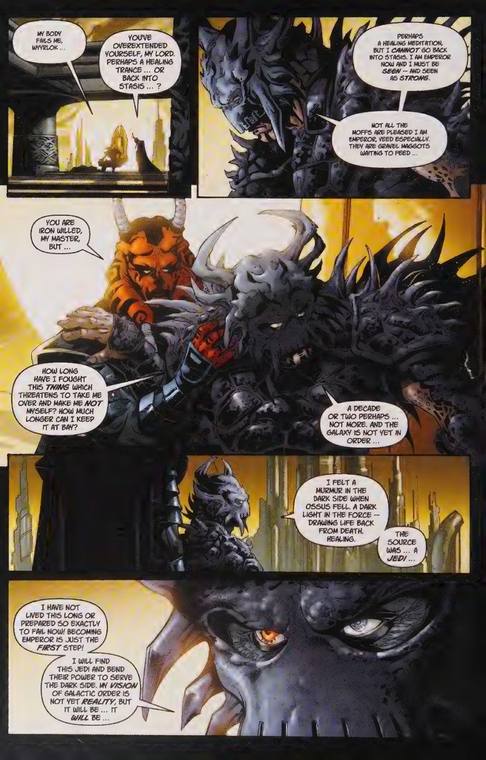 MY BODY
FAILS ME,
WYYRLOK ...
YOU'VE
OVEREXTENDED
YOURSELF, MY LORD.
PERHAPS A HEALING
TRANCE ... OR
BACK INTO
STASIS ... ?
PERHAPS
A HEALING MEDITATION,
BUT I CANNOT GO BACK
INTO STASIS. I AM EMPEROR
NOW AND I MUST BE
SEEN -- AND SEEN
AS STRONG.
NOT ALL THE
MOFFS ARE PLEASED I AM
EMPEROR, YEED ESPECIALLY.
THEY ARE GRAVEL MAGGOTS
WAITING TO FEED ...
YOU ARE
IRON WILLED,
MY MASTER,
BUT ...
HOW LONG
HAVE I FOUGHT
THIS THING WHICH
THREATENS TO TAKE ME
OVER AND MAKE ME NOT
MYSELF? HOW MUCH
LONGER CAN I KEEP
IT AT BAY?
A DECADE
OR TWO PERHAPS ...
NOT MORE. AND THE
GALAXY IS NOT YET IN
ORDER ...
I FELT A
MURMUR IN THE
DARK SIDE WHEN
OSSUS FELL. A DARK
LIGHT IN THE FORCE --
DRAWING LIFE BACK
FROM DEATH.
HEALING.
THE
SOURCE
WAS ... A
JEDI ...
I HAVE NOT
LIVED THIS LONG OR
PREPARED SO EXACTLY
TO FAIL NOW! BECOMING
EMPEROR IS JUST THE
FIRST STEP!
I WILL FIND
THIS JEDI AND BEND
THEIR POWER TO SERVE
THE DARK SIDE. MY VISION
OF GALACTIC ORDER IS
NOT YET REALITY, BUT
IT WILL BE ... IT
WILL BE ...